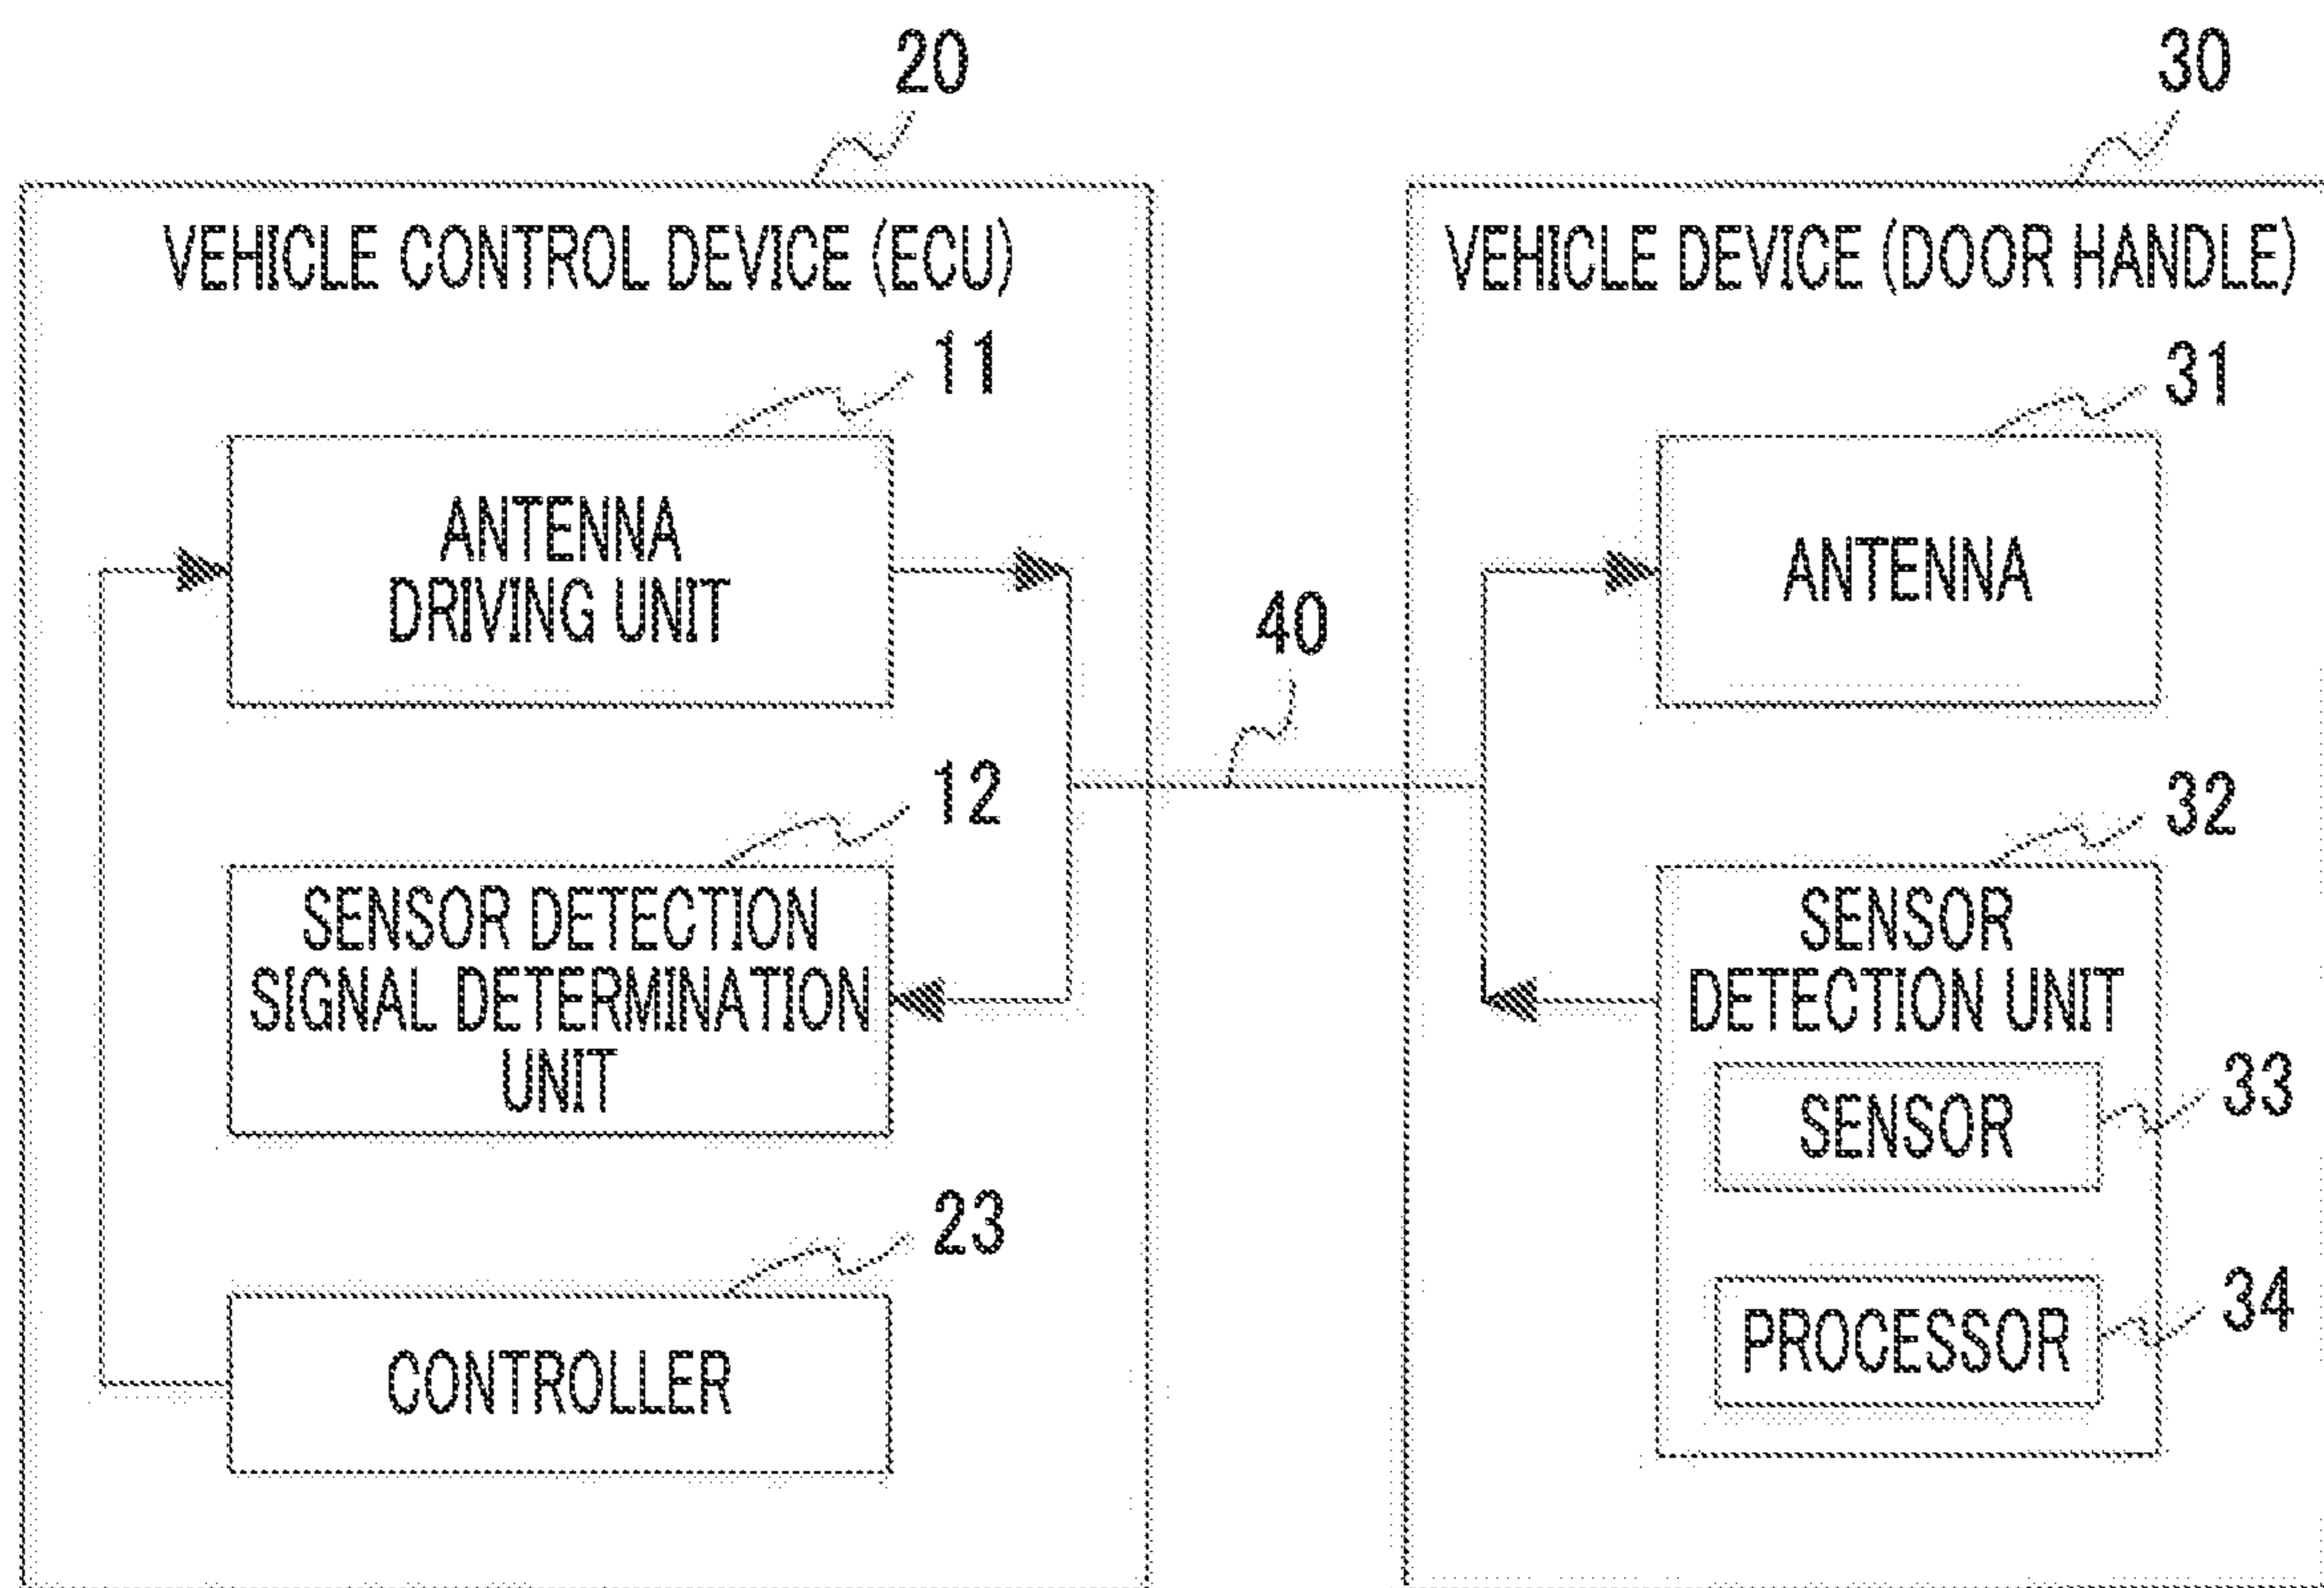 20
30
VEHICLE CONTROL DEVICE (ECU)
VEHICLE DEVICE (DOOR HANDLE)
11
31
ANTENNA
DRIVING UNIT
ANTENNA
40
12
32
SENSOR DETECTION
SIGNAL DETERMINATION
UNIT
SENSOR
DETECTION UNIT
33
SENSOR
23
34
CONTROLLER
PROCESSOR